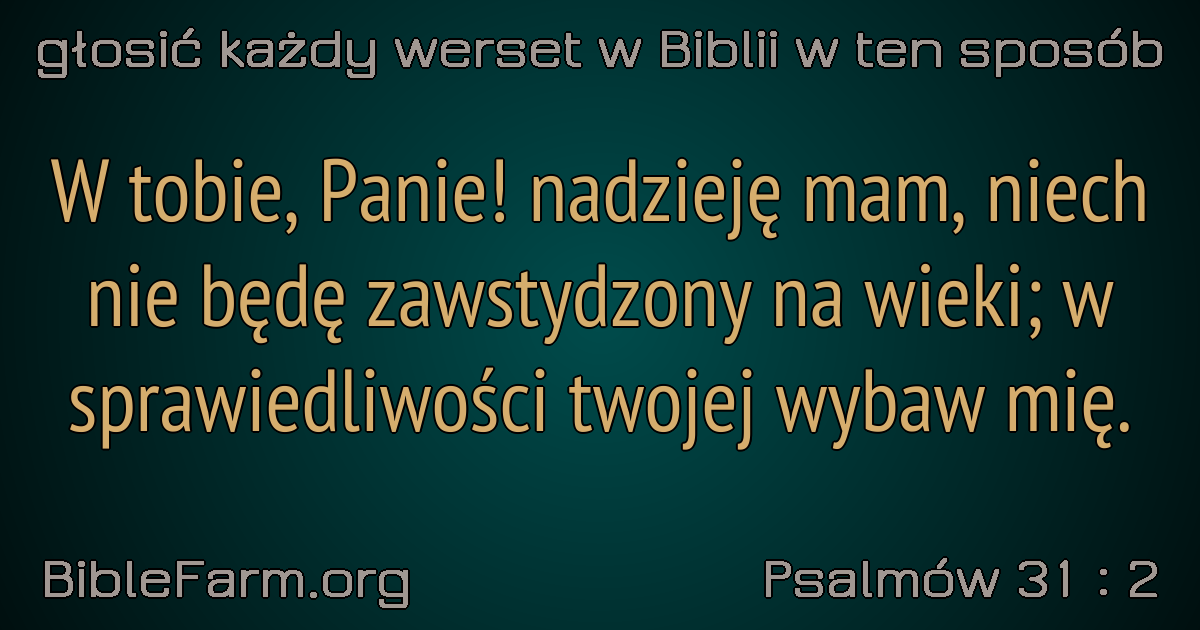 głosić każdy werset w Biblii w ten sposób
W tobie, Panie! nadzieję mam, niech
nie będę zawstydzony na wieki; w
sprawiedliwości twojej wybaw mię.
BibleFarm.org
Psalmów 31 : 2